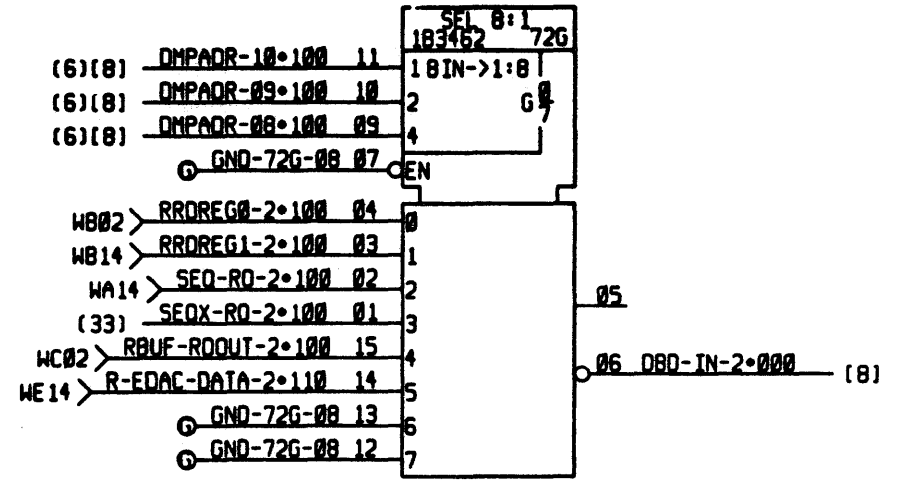 SEL 8:1
183462 72G
(6)(8) DMPADR-10•100 11 1 BIN->1:8
(6)(8) DMPADR-09•100 10 2 G 0/7
(6)(8) DMPADR-08•100 09 4
G GND-72G-08 07 EN
WB02 RRDREG0-2•100 04 0
WB14 RRDREG1-2•100 03 1
WA14 SEQ-RD-2•100 02 2 05
(33) SEQX-RD-2•100 01 3
WC02 RBUF-RDOUT-2•100 15 4 06 DBD-IN-2•000 (8)
WE14 R-EDAC-DATA-2•110 14 5
G GND-72G-08 13 6
G GND-72G-08 12 7